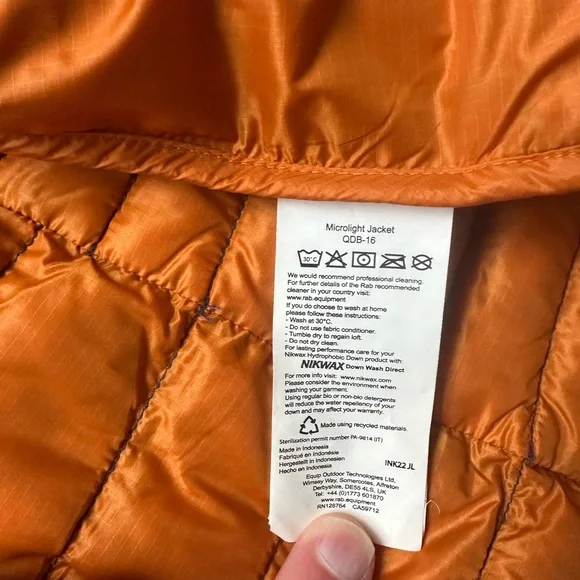 Microlight Jacket
QDB-16
30°C
We would recommend professional cleaning.
For further details of the Rab recommended
cleaner in your country visit:
www.rab.equipment
If you do choose to wash at home
please follow these instructions:
- Wash at 30°C.
- Do not use fabric conditioner.
- Tumble dry to regain loft.
- Do not dry clean.
For lasting performance care for your
Nikwax Hydrophobic Down product with:
NIKWAX Down Wash Direct
For more info visit: www.nikwax.com
Please consider the environment when
washing your garment.
Using regular bio or non-bio detergents
will reduce the water repellency of your
down and may affect your warranty.
Made using recycled materials.
Sterilization permit number PA-9814 (IT)
Made in Indonesia
Fabriqué en Indonésie
Hergestellt in Indonesien
Hecho en Indonesia
INK22 JL
Equip Outdoor Technologies Ltd,
Wimsey Way, Somercotes, Alfreton
Derbyshire, DE55 4LS, UK
Tel: +44 (0)1773 601870
www.rab.equipment
RN128764 CA59712